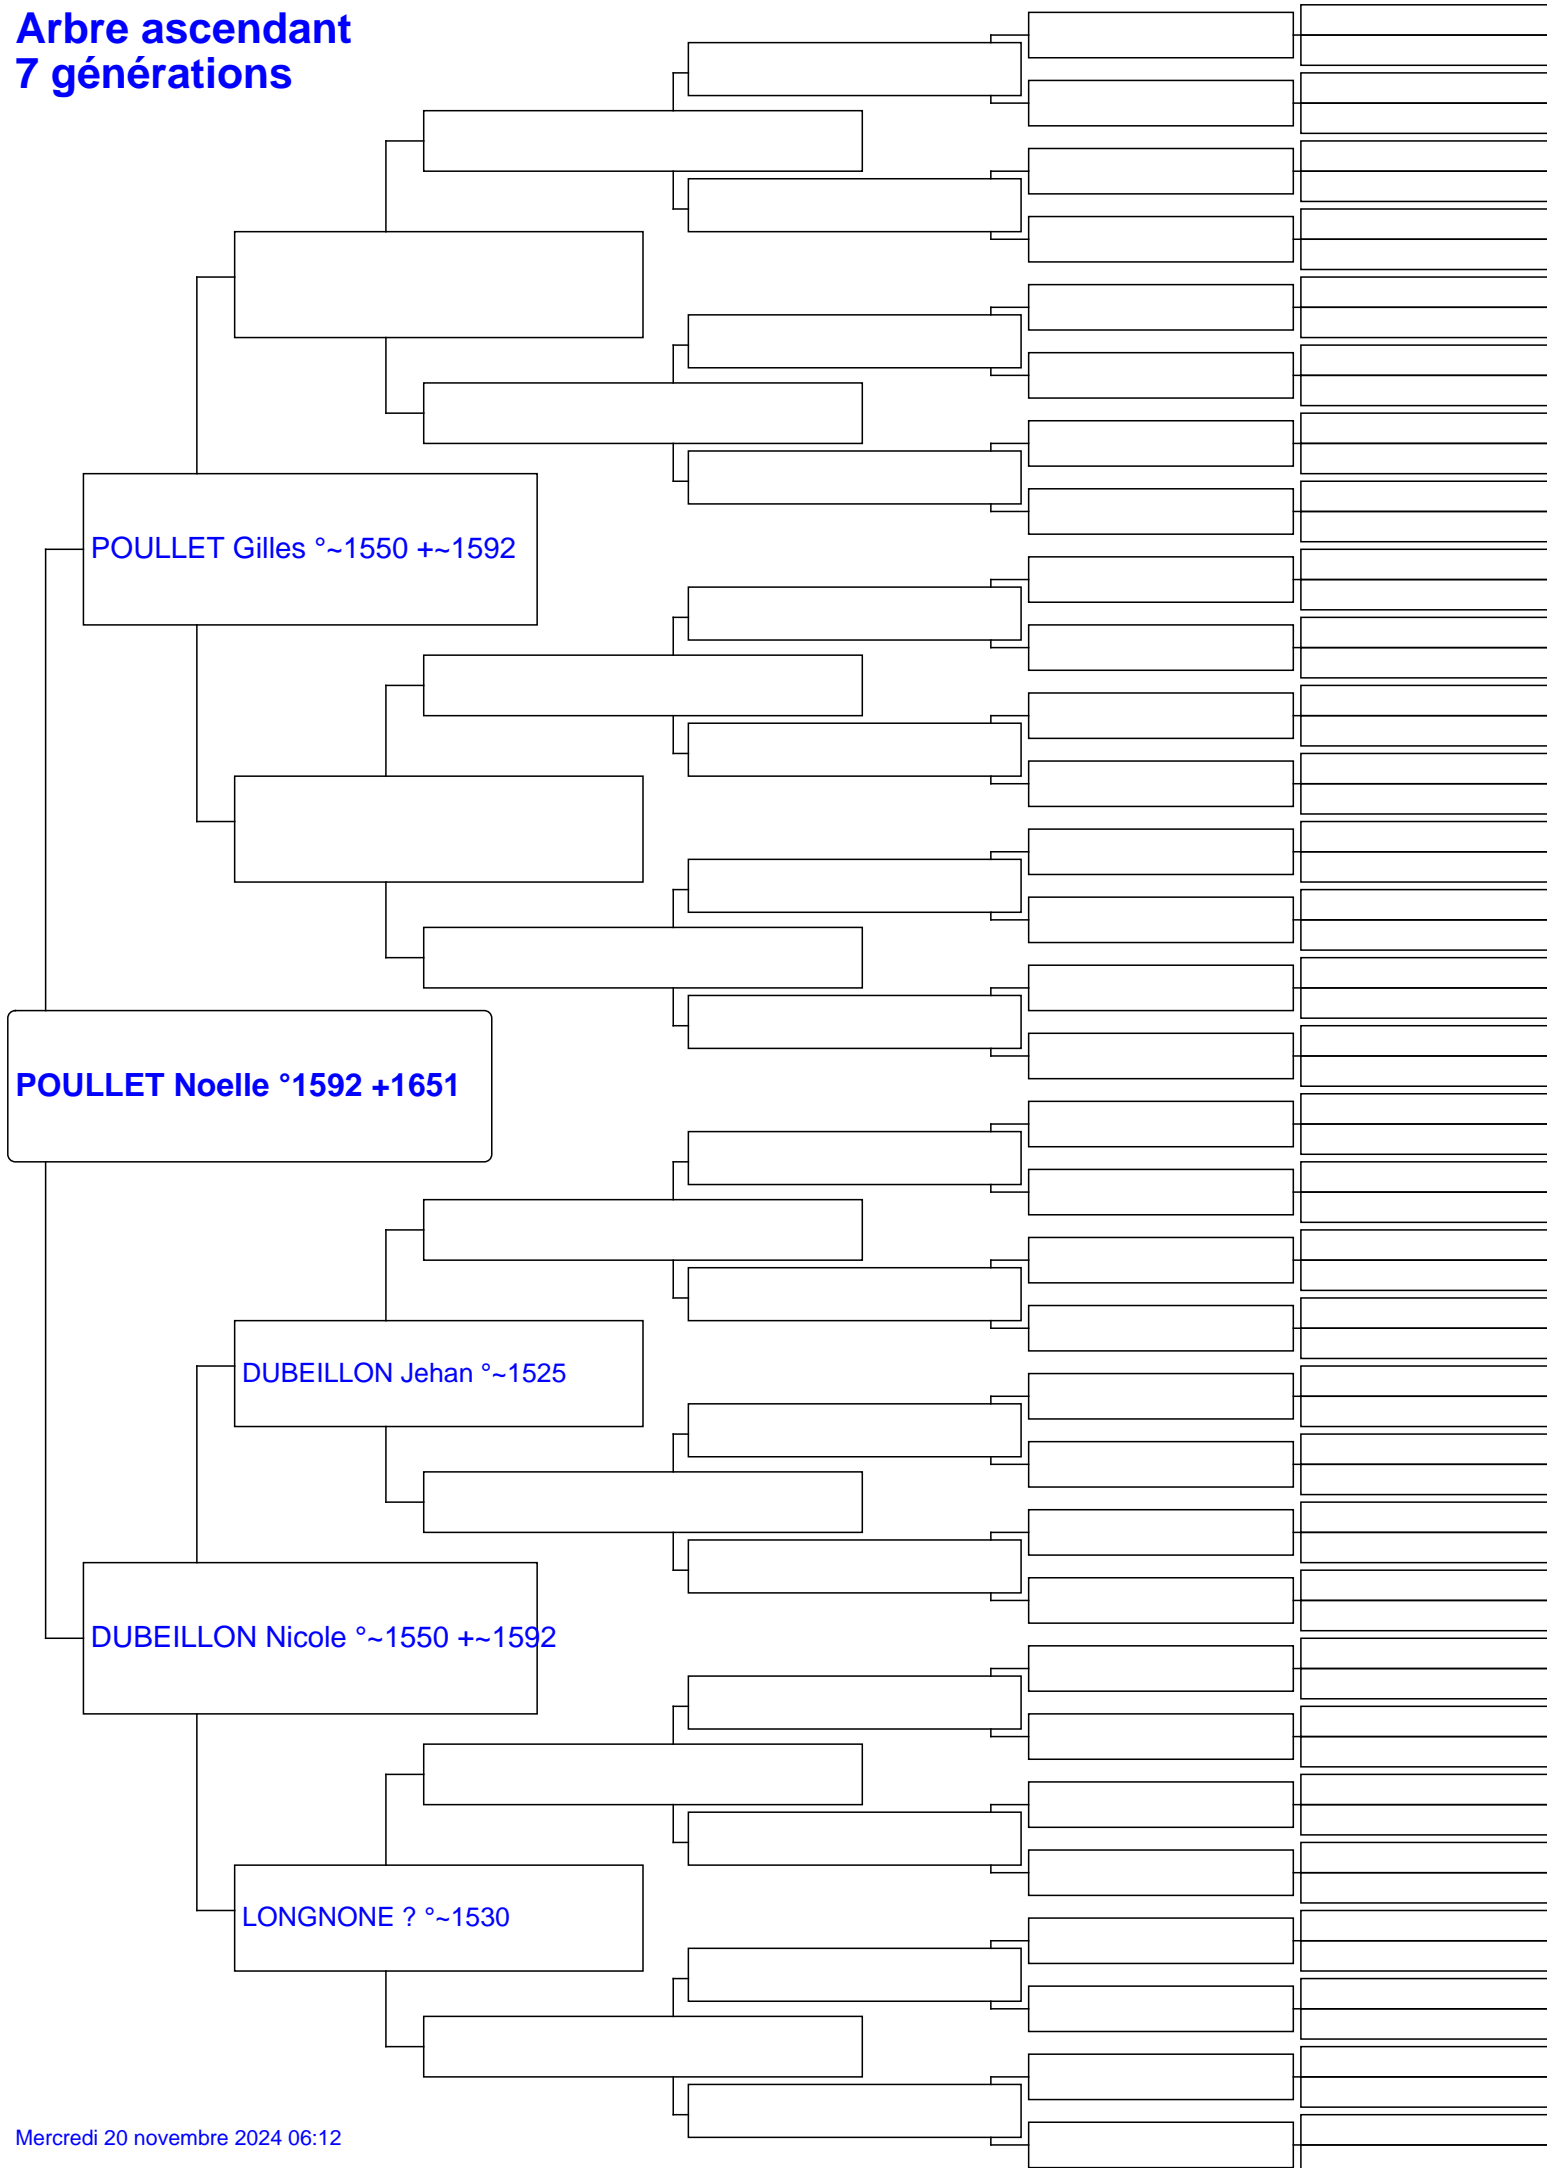 Arbre ascendant
7 générations
POULLET Gilles °~1550 +~1592
POULLET Noelle °1592 +1651
DUBEILLON Jehan °~1525
DUBEILLON Nicole °~1550 +~1592
LONGNONE ? °~1530
Mercredi 20 novembre 2024 06:12